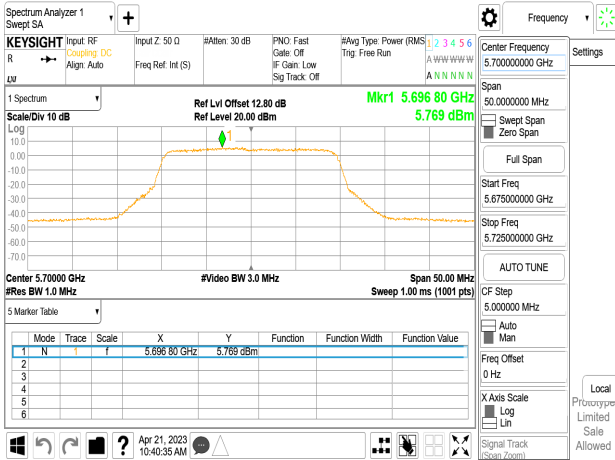 Spectrum Analyzer 1
Swept SA
Frequency
KEYSIGHT
R
LXI
Input: RF
Coupling: DC
Align: Auto
Input Z: 50 Ω
Freq Ref: Int (S)
#Atten: 30 dB
PNO: Fast
Gate: Off
IF Gain: Low
Sig Track: Off
#Avg Type: Power (RMS
Trig: Free Run
1 2 3 4 5 6
A W W W W W
A N N N N N
Center Frequency
5.700000000 GHz
Settings
Span
50.0000000 MHz
Swept Span
Zero Span
Full Span
Start Freq
5.675000000 GHz
Stop Freq
5.725000000 GHz
AUTO TUNE
CF Step
5.000000 MHz
Auto
Man
Freq Offset
0 Hz
X Axis Scale
Log
Lin
Signal Track
(Span Zoom)
Local
Prototype
Limited
Sale
Allowed
1 Spectrum
Scale/Div 10 dB
Ref Lvl Offset 12.80 dB
Ref Level 20.00 dBm
Mkr1 5.696 80 GHz
5.769 dBm
Log
1
10.0
0.00
-10.0
-20.0
-30.0
-40.0
-50.0
-60.0
-70.0
Center 5.70000 GHz
#Video BW 3.0 MHz
Span 50.00 MHz
#Res BW 1.0 MHz
Sweep 1.00 ms (1001 pts)
5 Marker Table
Mode Trace Scale X Y Function Function Width Function Value
1 N 1 f 5.696 80 GHz 5.769 dBm
2
3
4
5
6
?
Apr 21, 2023
10:40:35 AM